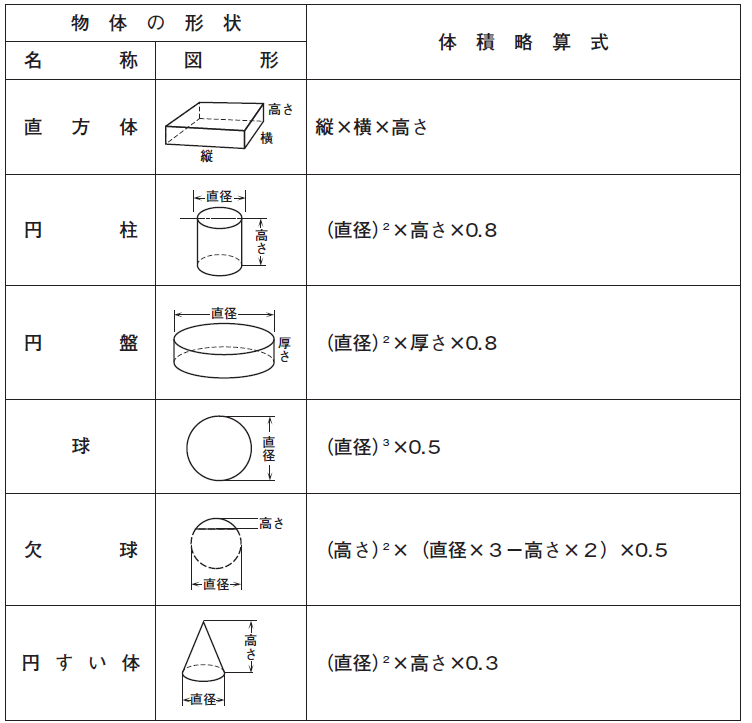 物体の形状
体積略算式
名称
図形
直方体
高さ
横
縦
縦×横×高さ
円柱
直径
高さ
(直径)²×高さ×0.8
円盤
直径
厚さ
(直径)²×厚さ×0.8
球
直径
(直径)³×0.5
欠球
高さ
直径
(高さ)²×(直径×3-高さ×2)×0.5
円すい体
高さ
直径
(直径)²×高さ×0.3